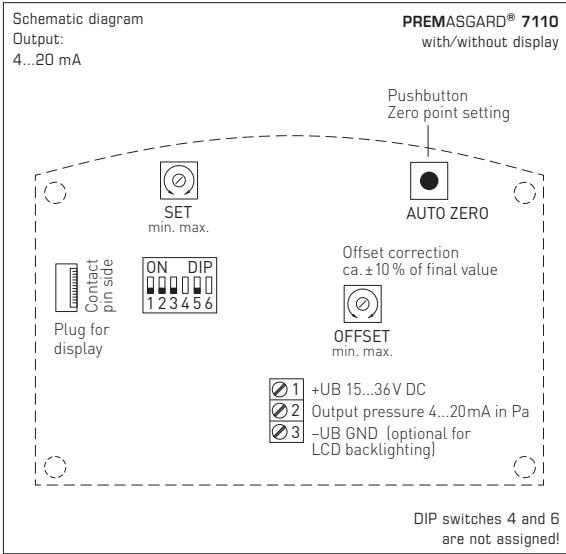 Schematic diagram
Output:
4...20 mA
PREMASGARD® 7110
with/without display
Pushbutton
Zero point setting
SET
min. max.
AUTO ZERO
Contact
pin side
ON DIP
1 2 3 4 5 6
Plug for
display
Offset correction
ca. ± 10 % of final value
OFFSET
min. max.
1 +UB 15...36V DC
2 Output pressure 4...20mA in Pa
3 –UB GND (optional for
LCD backlighting)
DIP switches 4 and 6
are not assigned!